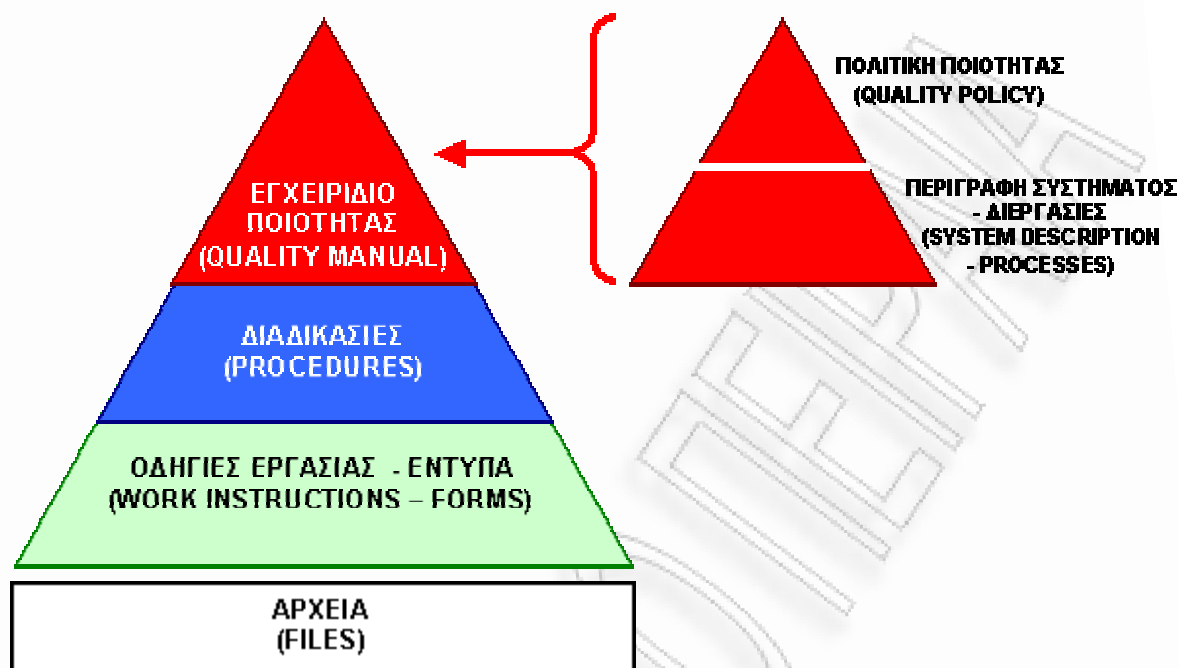 ΕΓΧΕΙΡΙΔΙΟ
ΠΟΙΟΤΗΤΑΣ
(QUALITY MANUAL)
ΔΙΑΔΙΚΑΣΙΕΣ
(PROCEDURES)
ΟΔΗΓΙΕΣ ΕΡΓΑΣΙΑΣ - ΕΝΤΥΠΑ
(WORK INSTRUCTIONS – FORMS)
ΑΡΧΕΙΑ
(FILES)
ΠΟΛΙΤΙΚΗ ΠΟΙΟΤΗΤΑΣ
(QUALITY POLICY)
ΠΕΡΙΓΡΑΦΗ ΣΥΣΤΗΜΑΤΟΣ
- ΔΙΕΡΓΑΣΙΕΣ
(SYSTEM DESCRIPTION
- PROCESSES)